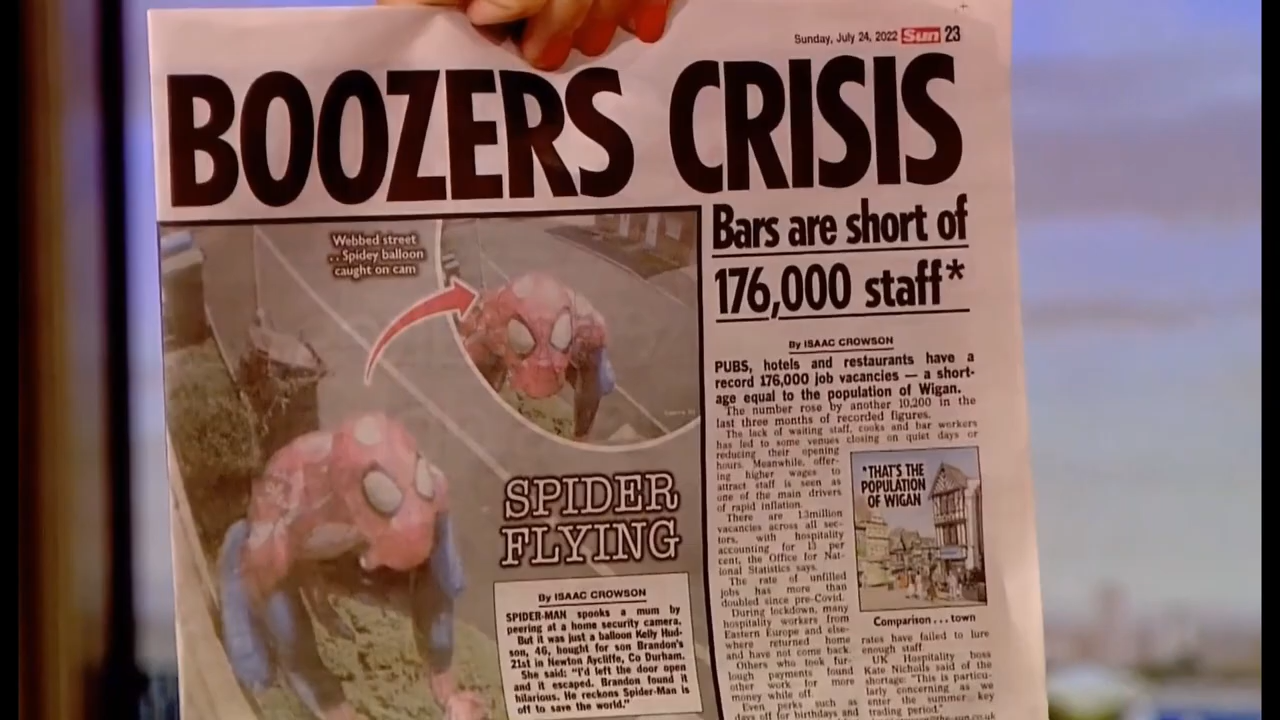 Sunday, July 24, 2022 Sun 23
BOOZERS CRISIS
Webbed street
. . Spidey balloon
caught on cam
SPIDER
FLYING
By ISAAC CROWSON
SPIDER-MAN spooks a mum by
peering at a home security camera.
But it was just a balloon Kelly Hud-
son, 46, bought for son Brandon's
21st in Newton Aycliffe, Co Durham.
She said: "I'd left the door open
and it escaped. Brandon found it
hilarious. He reckons Spider-Man is
off to save the world."
Bars are short of
176,000 staff*
By ISAAC CROWSON
PUBS, hotels and restaurants have a
record 176,000 job vacancies — a short-
age equal to the population of Wigan.
The number rose by another 10,200 in the
last three months of recorded figures.
The lack of waiting staff, cooks and bar workers
has led to some venues closing on quiet days or
reducing their opening
hours. Meanwhile, offer-
ing higher wages to
attract staff is seen as
one of the main drivers
of rapid inflation.
There are 1.3million
vacancies across all sec-
tors, with hospitality
accounting for 13 per
cent, the Office for Nat-
ional Statistics says.
The rate of unfilled
jobs has more than
doubled since pre-Covid.
During lockdown, many
hospitality workers from
Eastern Europe and else-
where returned home
and have not come back.
Others who took fur-
lough payments found
other work for more
money while off.
Even perks such as
days off for birthdays and
*THAT'S THE
POPULATION
OF WIGAN
Comparison . . . town
rates have failed to lure
enough staff.
UK Hospitality boss
Kate Nicholls said of the
shortage: "This is particu-
larly concerning as we
enter the summer key
trading period."